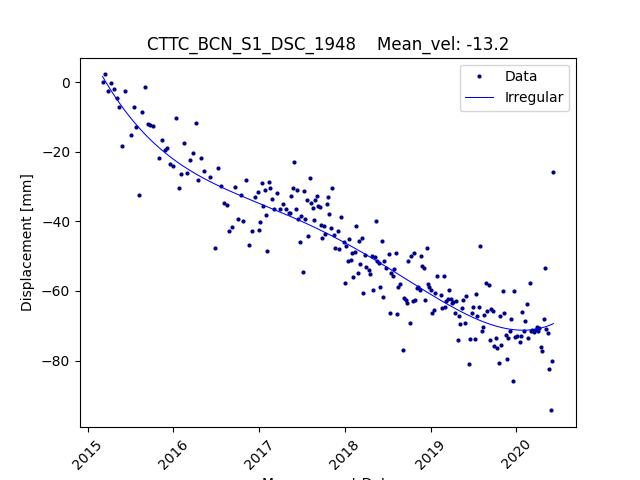 CTTC_BCN_S1_DSC_1948    Mean_vel: -13.2
Data
Irregular
Displacement [mm]
0
−20
−40
−60
−80
2015
2016
2017
2018
2019
2020